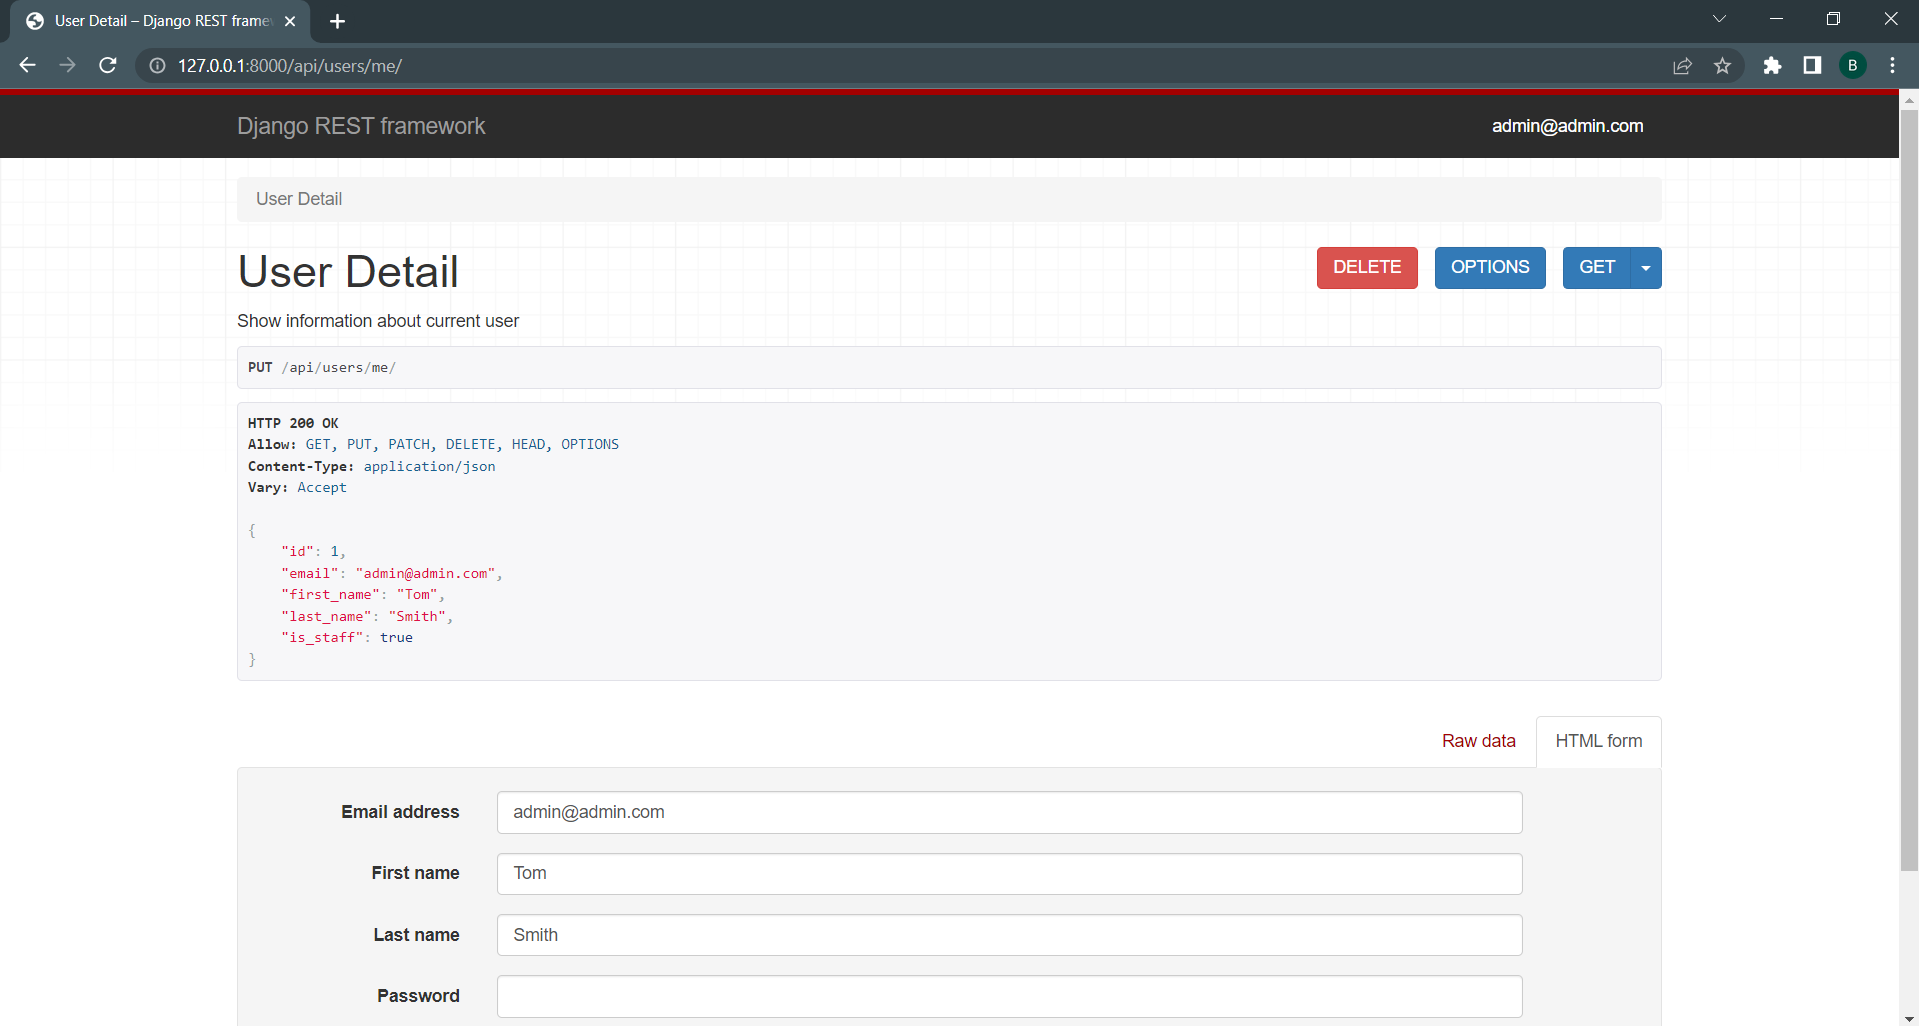 User Detail – Django REST frame
127.0.0.1:8000/api/users/me/
B
Django REST framework
admin@admin.com
User Detail
User Detail
DELETE
OPTIONS
GET
Show information about current user
PUT /api/users/me/
HTTP 200 OK
Allow: GET, PUT, PATCH, DELETE, HEAD, OPTIONS
Content-Type: application/json
Vary: Accept
{
    "id": 1,
    "email": "admin@admin.com",
    "first_name": "Tom",
    "last_name": "Smith",
    "is_staff": true
}
Raw data
HTML form
Email address
admin@admin.com
First name
Tom
Last name
Smith
Password